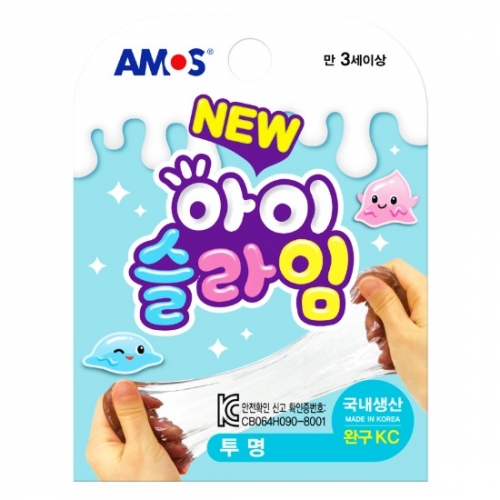 AMOS®
만 3세이상
NEW
아이
슬라임
KC 안전확인 신고 확인증번호:
CB064H090-8001
투명
국내생산
MADE IN KOREA
완구 KC